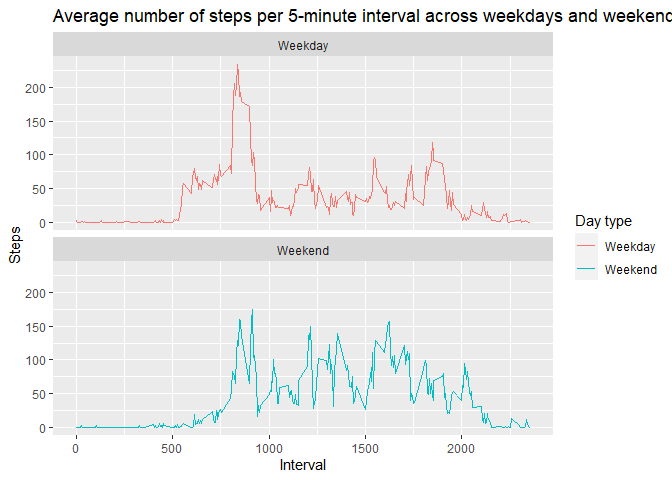 Average number of steps per 5-minute interval across weekdays and weekend
Weekday
200
150
100
50
0
Weekend
200
150
100
50
0
Steps
0
500
1000
1500
2000
Interval
Day type
Weekday
Weekend